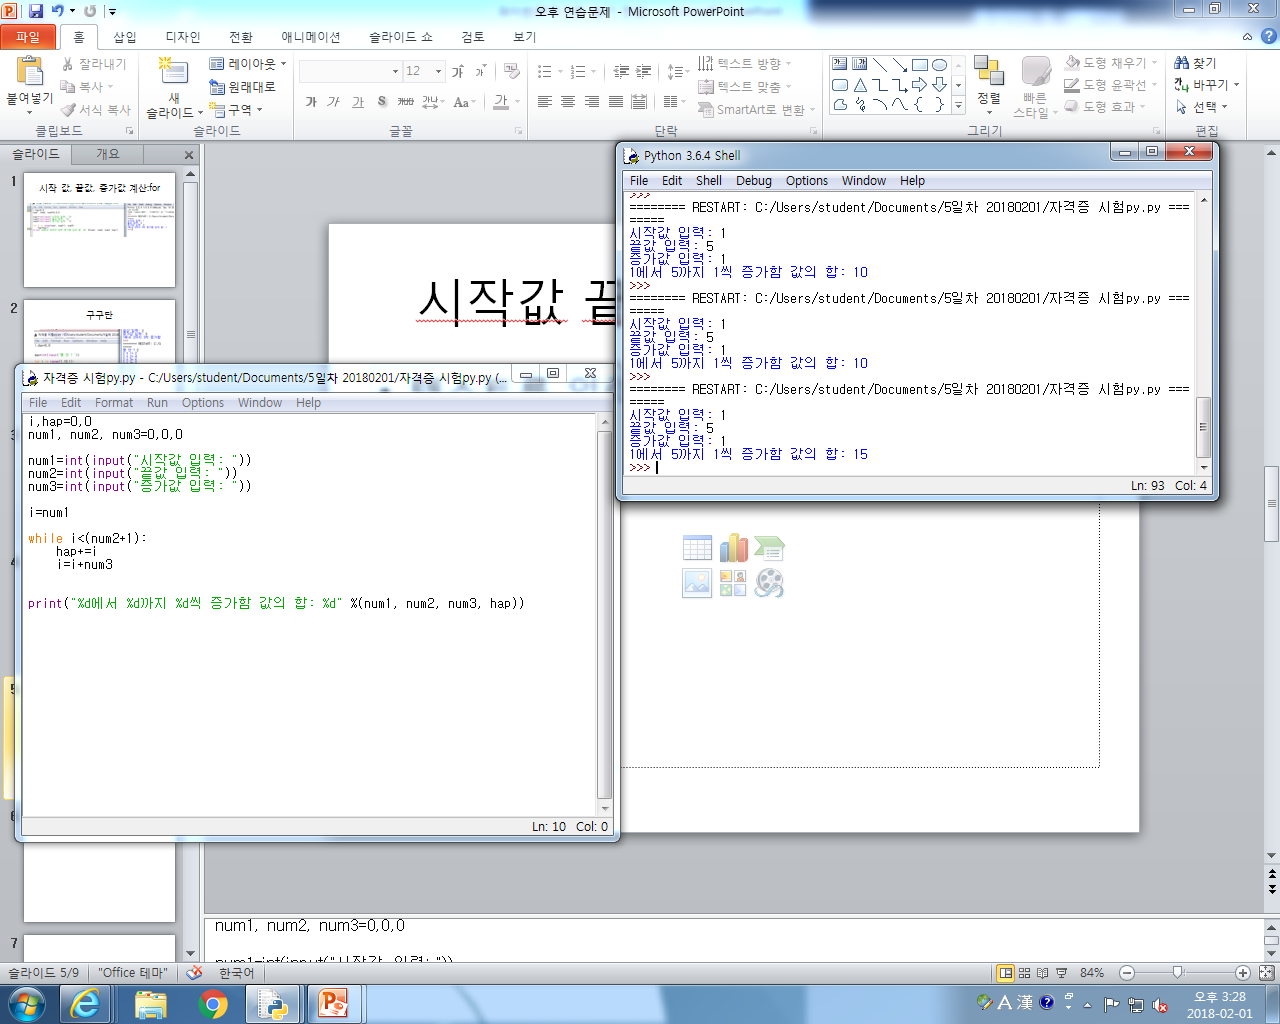 오후 연습문제 - Microsoft PowerPoint
파일 홈 삽입 디자인 전환 애니메이션 슬라이드 쇼 검토 보기
붙여넣기
잘라내기
복사
서식 복사
클립보드
새 슬라이드
레이아웃
원래대로
구역
슬라이드
12
가 가 가 S 가나 Aa 가
글꼴
텍스트 방향
텍스트 맞춤
SmartArt로 변환
단락
정렬
빠른 스타일
도형 채우기
도형 윤곽선
도형 효과
그리기
찾기
바꾸기
선택
편집
슬라이드 개요
1
시작 값, 끝값, 증가값 계산:for
2
구구단
시작값 끝
자격증 시험py.py - C:/Users/student/Documents/5일차 20180201/자격증 시험py.py (...
File Edit Format Run Options Window Help
i,hap=0,0
num1, num2, num3=0,0,0
num1=int(input("시작값 입력: "))
num2=int(input("끝값 입력: "))
num3=int(input("증가값 입력: "))
i=num1
while i<(num2+1):
    hap+=i
    i=i+num3
print("%d에서 %d까지 %d씩 증가함 값의 합: %d" %(num1, num2, num3, hap))
Ln: 10 Col: 0
Python 3.6.4 Shell
File Edit Shell Debug Options Window Help
>>>
======== RESTART: C:/Users/student/Documents/5일차 20180201/자격증 시험py.py ===
=====
시작값 입력: 1
끝값 입력: 5
증가값 입력: 1
1에서 5까지 1씩 증가함 값의 합: 10
>>>
======== RESTART: C:/Users/student/Documents/5일차 20180201/자격증 시험py.py ===
=====
시작값 입력: 1
끝값 입력: 5
증가값 입력: 1
1에서 5까지 1씩 증가함 값의 합: 10
>>>
======== RESTART: C:/Users/student/Documents/5일차 20180201/자격증 시험py.py ===
=====
시작값 입력: 1
끝값 입력: 5
증가값 입력: 1
1에서 5까지 1씩 증가함 값의 합: 15
>>>
Ln: 93 Col: 4
7
num1, num2, num3=0,0,0
num1=int(input("시작값 입력: "))
슬라이드 5/9 "Office 테마" 한국어 84%
A 漢
오후 3:28
2018-02-01